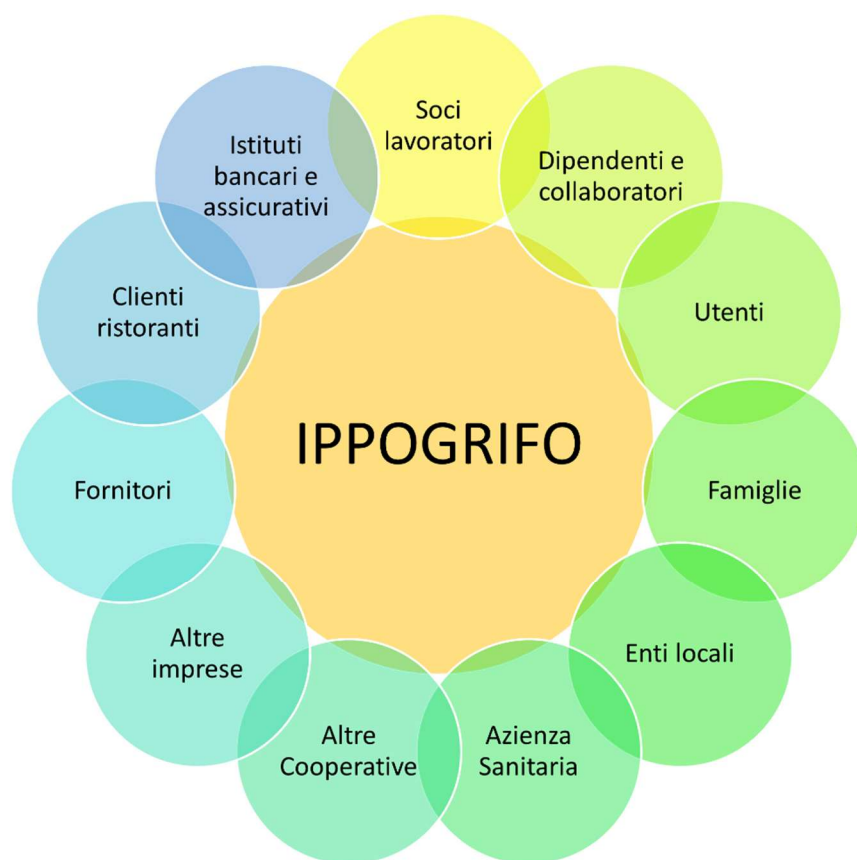 Soci
lavoratori
Dipendenti e
collaboratori
Utenti
Famiglie
Enti locali
Azienza
Sanitaria
Altre
Cooperative
Altre
imprese
Fornitori
Clienti
ristoranti
Istituti
bancari e
assicurativi
IPPOGRIFO